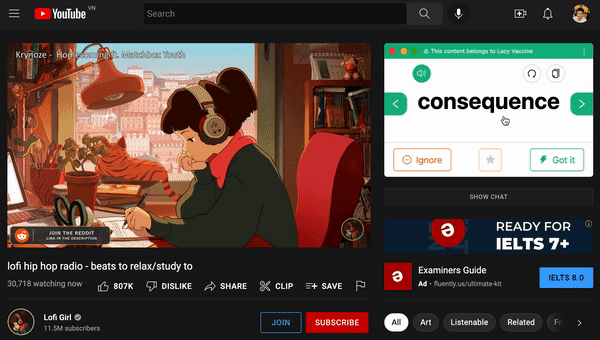 YouTube VN
Search
Krynoze - Homecoming ft. Matchbox Youth
JOIN THE REDDIT
LINK IN THE DESCRIPTION
This content belongs to Lazy Vaccine
consequence
Ignore
Got it
SHOW CHAT
READY FOR
IELTS 7+
lofi hip hop radio - beats to relax/study to
30,718 watching now
807K
DISLIKE
SHARE
CLIP
SAVE
Examiners Guide
Ad • fluently.us/ultimate-kit
IELTS 8.0
Lofi Girl
11.5M subscribers
JOIN
SUBSCRIBE
All
Art
Listenable
Related